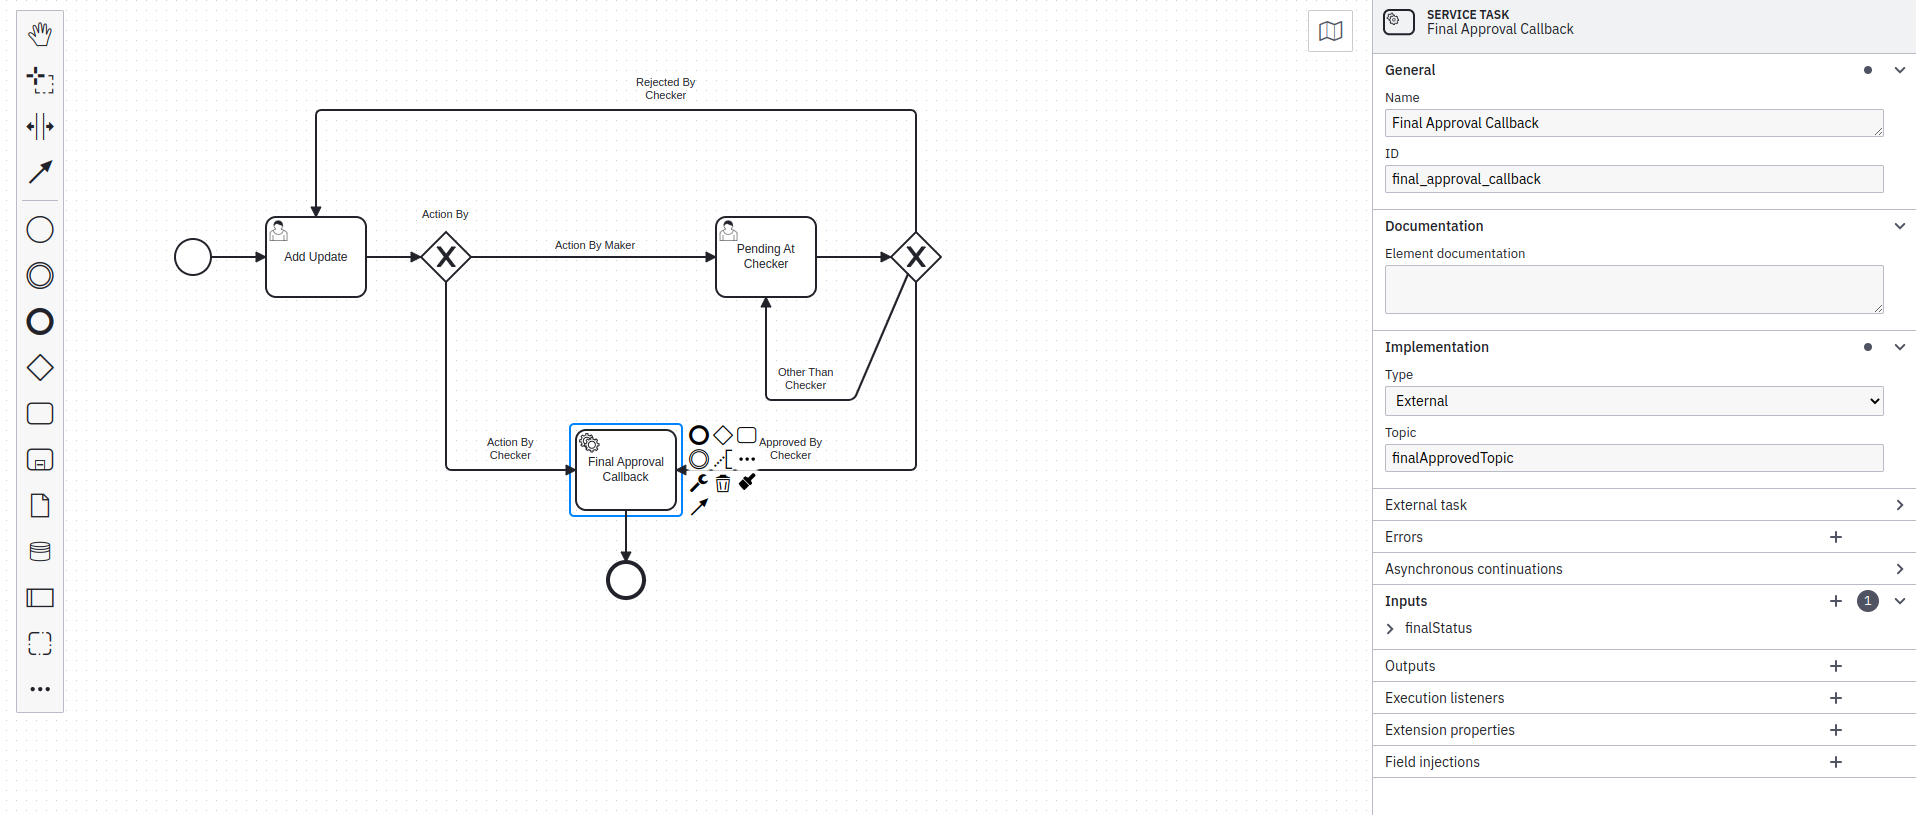 Rejected By
Checker
Action By
Add Update
Action By Maker
Pending At
Checker
Other Than
Checker
Action By
Checker
Final Approval
Callback
Approved By
Checker
SERVICE TASK
Final Approval Callback
General
Name
Final Approval Callback
ID
final_approval_callback
Documentation
Element documentation
Implementation
Type
External
Topic
finalApprovedTopic
External task
Errors
Asynchronous continuations
Inputs
1
finalStatus
Outputs
Execution listeners
Extension properties
Field injections